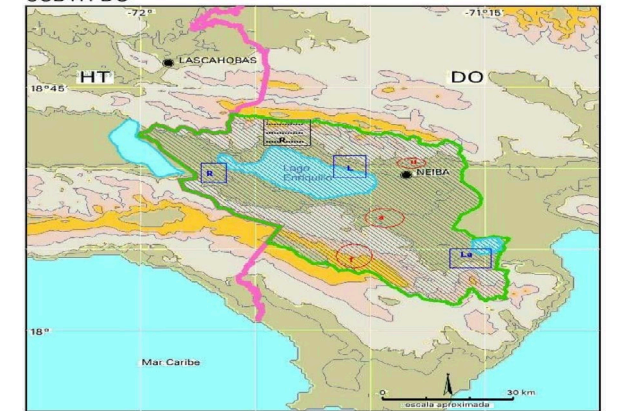 -72°
-71°15'
LASCAHOBAS
HT
DO
18°45'
R
R
L
Lago
Enriquillo
NEIBA
a
f
La
18°
Mar Caribe
0
30 km
escala aproximada